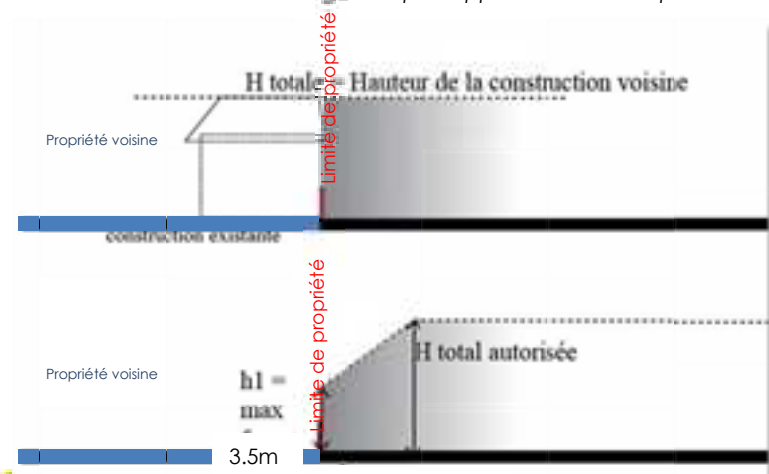 H totale = Hauteur de la construction voisine
Limite de propriété
Propriété voisine
construction existante
Limite de propriété
H total autorisée
Propriété voisine
h1 =
max
3.5m